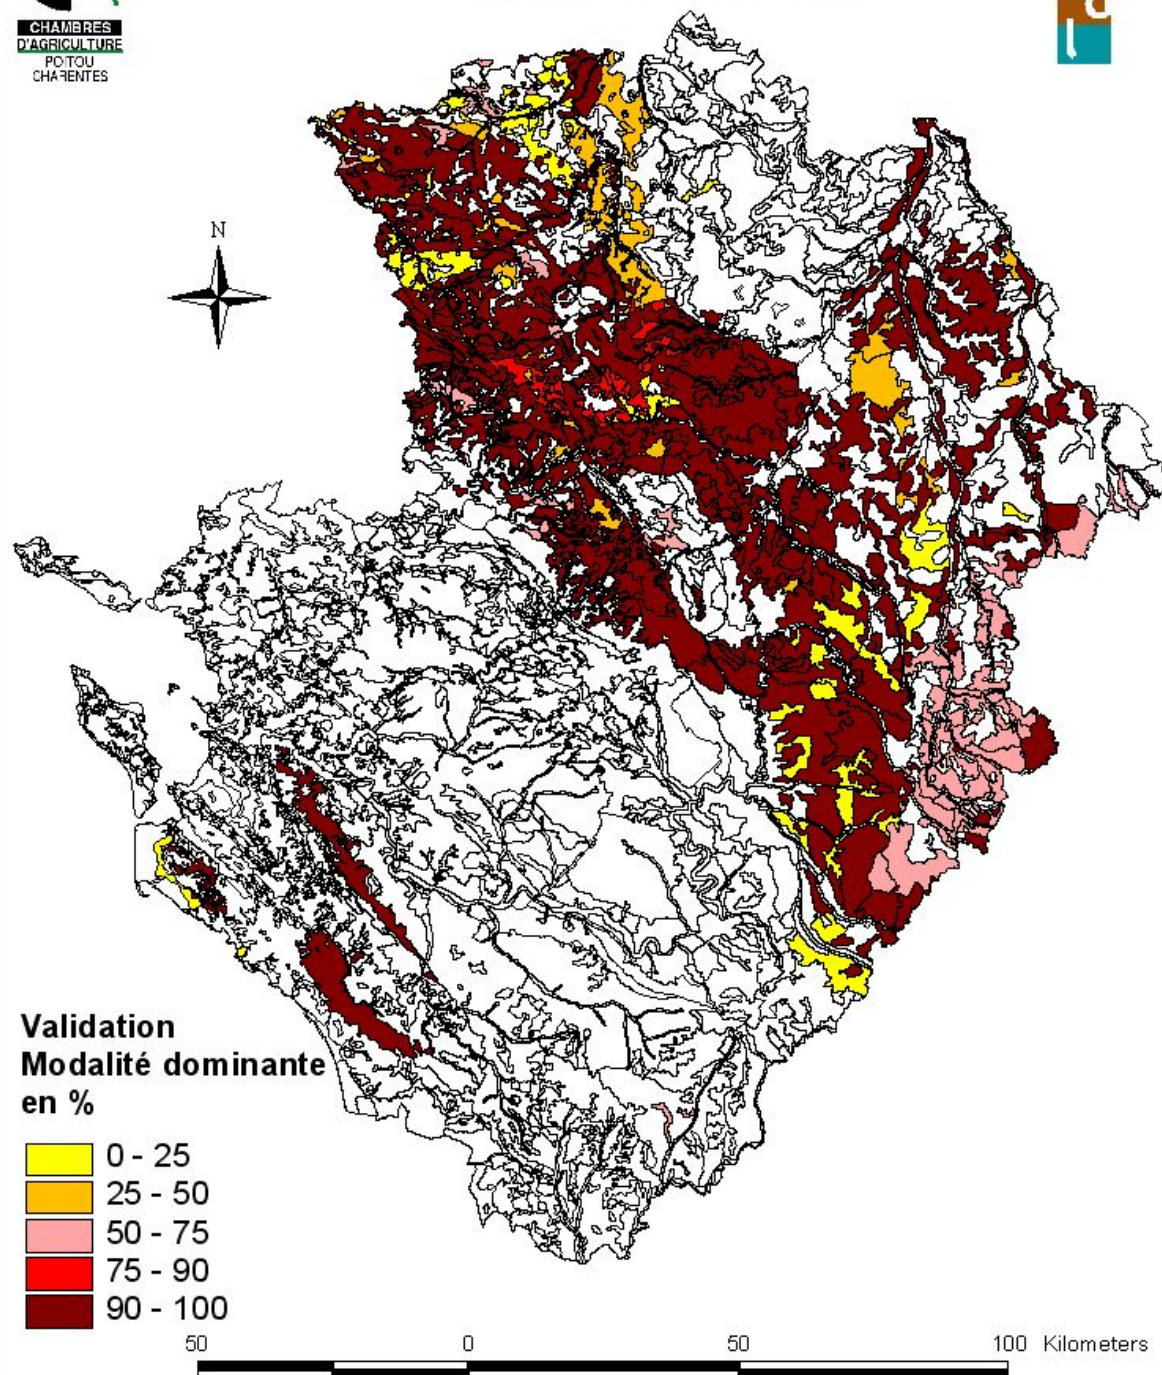 CHAMBRES
D'AGRICULTURE
POITOU
CHARENTES
N
Validation
Modalité dominante
en %
0 - 25
25 - 50
50 - 75
75 - 90
90 - 100
50 0 50 100 Kilometers